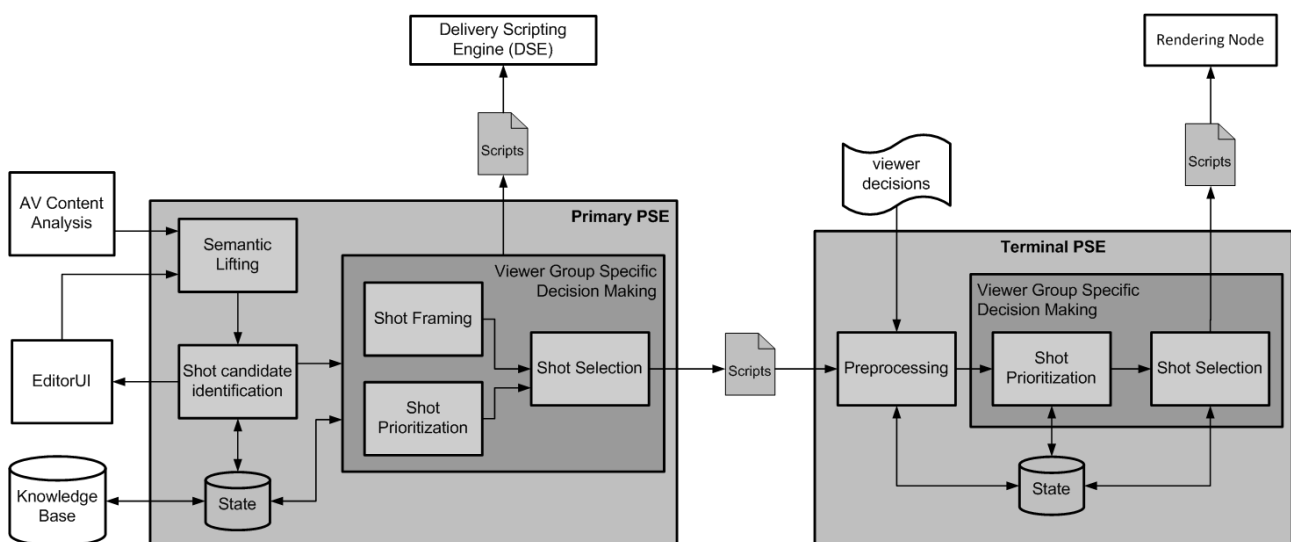 Delivery Scripting
Engine (DSE)
Rendering Node
Scripts
Scripts
viewer
decisions
AV Content
Analysis
Primary PSE
Semantic
Lifting
Terminal PSE
Viewer Group Specific
Decision Making
Viewer Group Specific
Decision Making
Shot Framing
EditorUI
Shot candidate
identification
Shot Selection
Scripts
Preprocessing
Shot
Prioritization
Shot Selection
Shot
Prioritization
Knowledge
Base
State
State